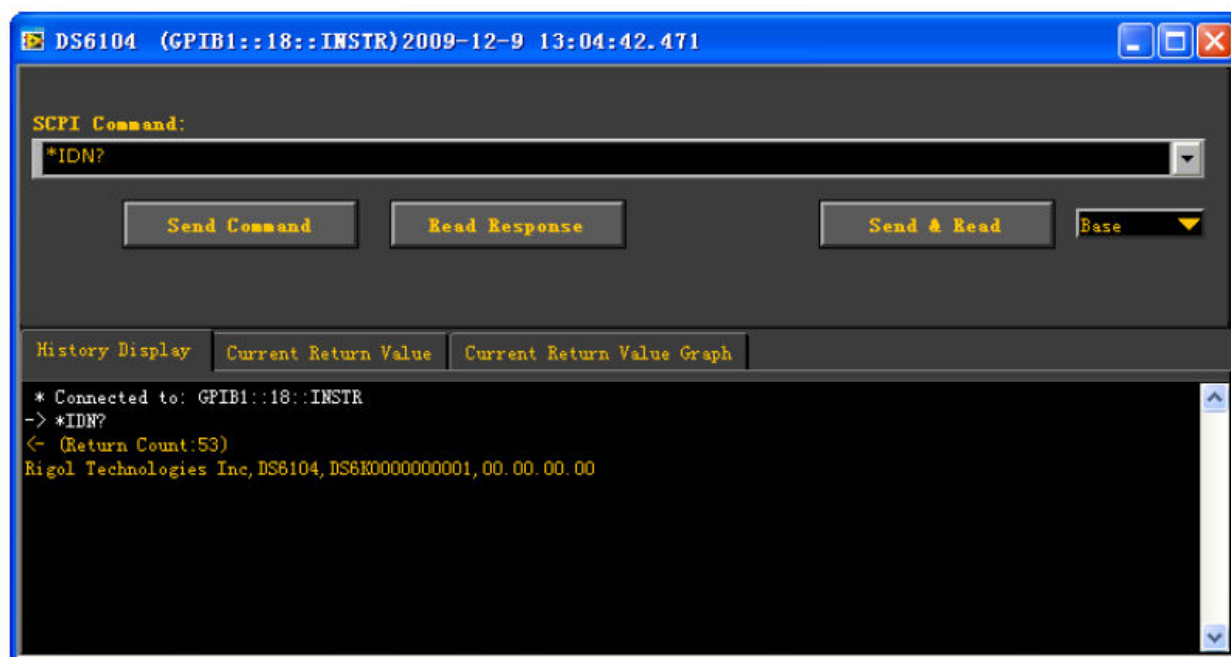 DS6104 (GPIB1::18::INSTR)2009-12-9 13:04:42.471
SCPI Command:
*IDN?
Send Command Read Response Send & Read Base
History Display Current Return Value Current Return Value Graph
* Connected to: GPIB1::18::INSTR
-> *IDN?
<- (Return Count:53)
Rigol Technologies Inc,DS6104,DS6K0000000001,00.00.00.00